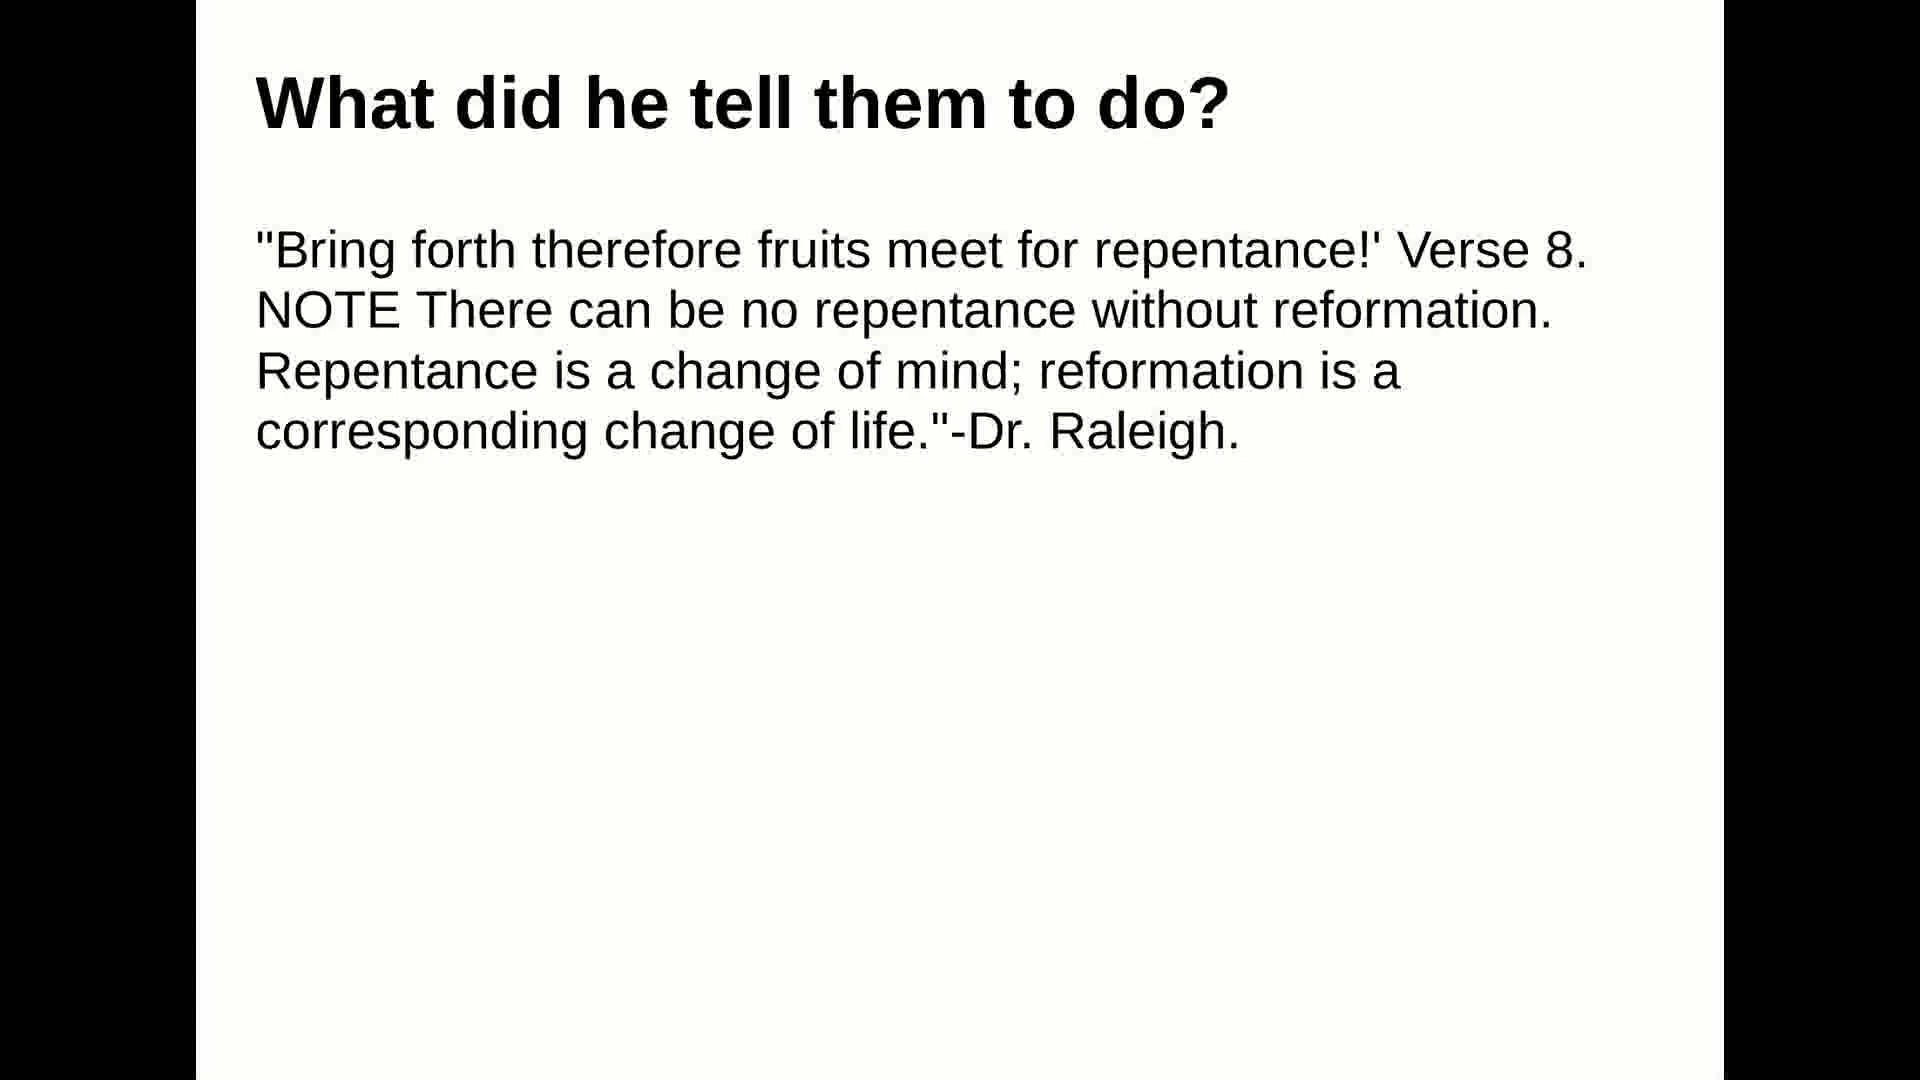 What did he tell them to do?
"Bring forth therefore fruits meet for repentance!' Verse 8.
NOTE There can be no repentance without reformation.
Repentance is a change of mind; reformation is a
corresponding change of life."-Dr. Raleigh.